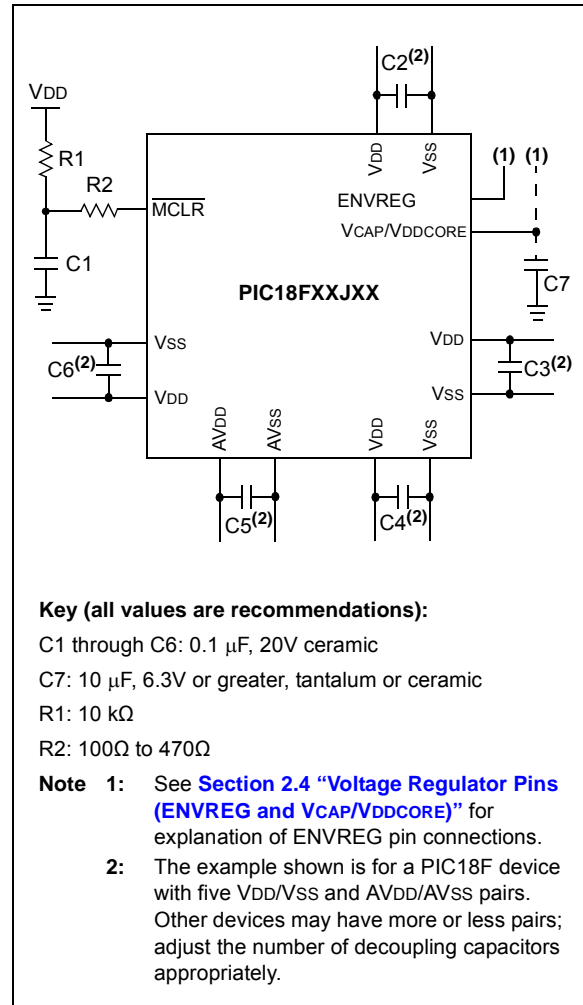 C2(2)
VDD
R1
R2
C1
MCLR
VDD
VSS
ENVREG
(1) (1)
VCAP/VDDCORE
C7
PIC18FXXJXX
VSS
C6(2)
VDD
VDD
C3(2)
VSS
AVDD
AVSS
VDD
VSS
C5(2)
C4(2)
Key (all values are recommendations):
C1 through C6: 0.1 μF, 20V ceramic
C7: 10 μF, 6.3V or greater, tantalum or ceramic
R1: 10 kΩ
R2: 100Ω to 470Ω
Note 1: See Section 2.4 “Voltage Regulator Pins
(ENVREG and VCAP/VDDCORE)” for
explanation of ENVREG pin connections.
2: The example shown is for a PIC18F device
with five VDD/VSS and AVDD/AVSS pairs.
Other devices may have more or less pairs;
adjust the number of decoupling capacitors
appropriately.